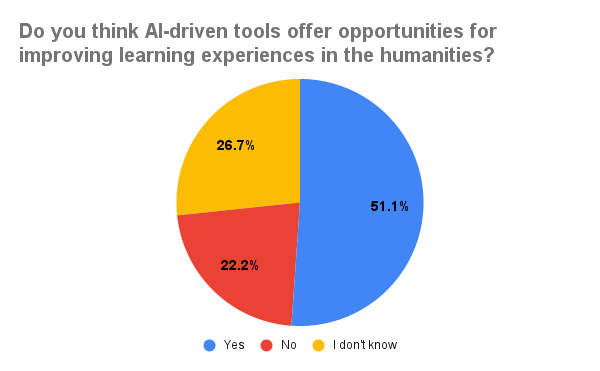 Do you think AI-driven tools offer opportunities for
improving learning experiences in the humanities?
26.7%
51.1%
22.2%
Yes No I don't know